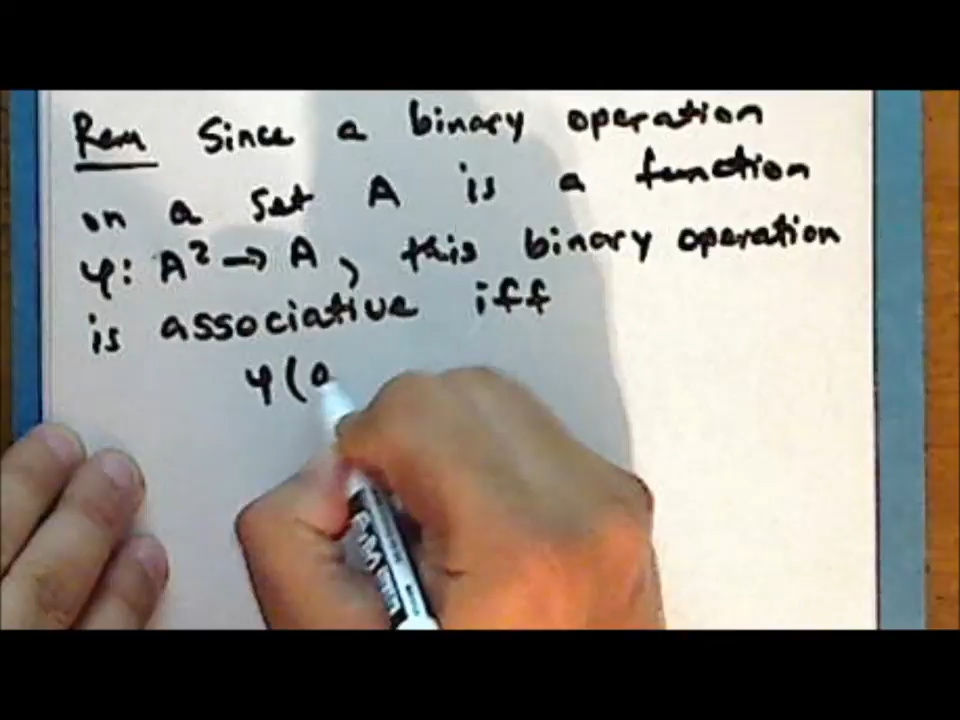 Rem Since a binary operation
on a set A is a function
φ: A² → A, this binary operation
is associative iff
φ(a